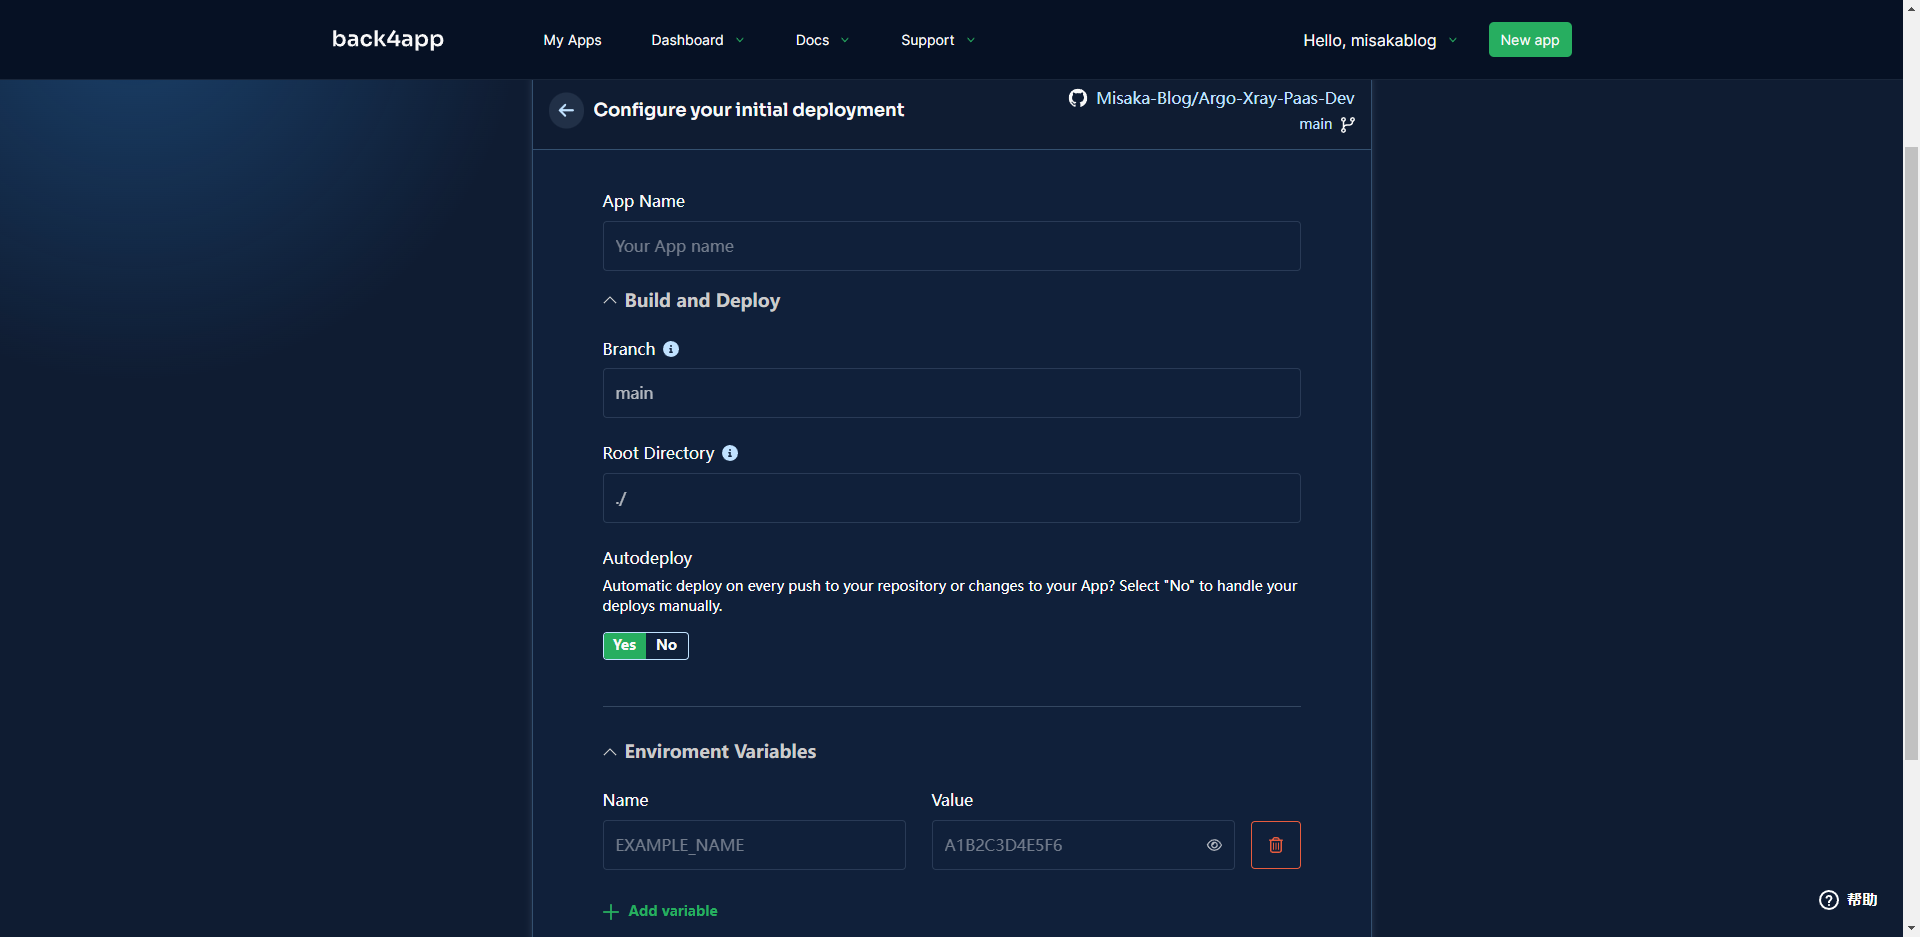 back4app
My Apps
Dashboard
Docs
Support
Hello, misakablog
New app
Configure your initial deployment
Misaka-Blog/Argo-Xray-Paas-Dev
main
App Name
Your App name
Build and Deploy
Branch
main
Root Directory
./
Autodeploy
Automatic deploy on every push to your repository or changes to your App? Select "No" to handle your
deploys manually.
Yes No
Enviroment Variables
Name
Value
EXAMPLE_NAME
A1B2C3D4E5F6
Add variable
帮助